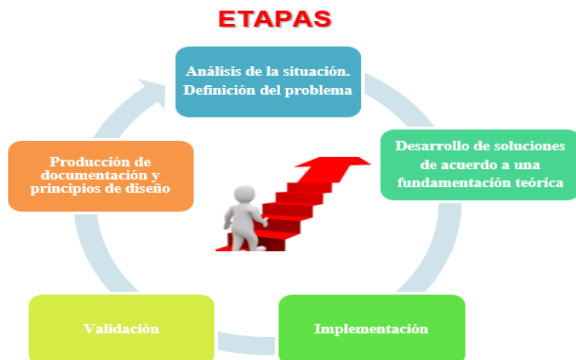 ETAPAS
Análisis de la situación.
Definición del problema
Desarrollo de soluciones
de acuerdo a una
fundamentación teórica
Implementación
Validación
Producción de
documentación y
principios de diseño